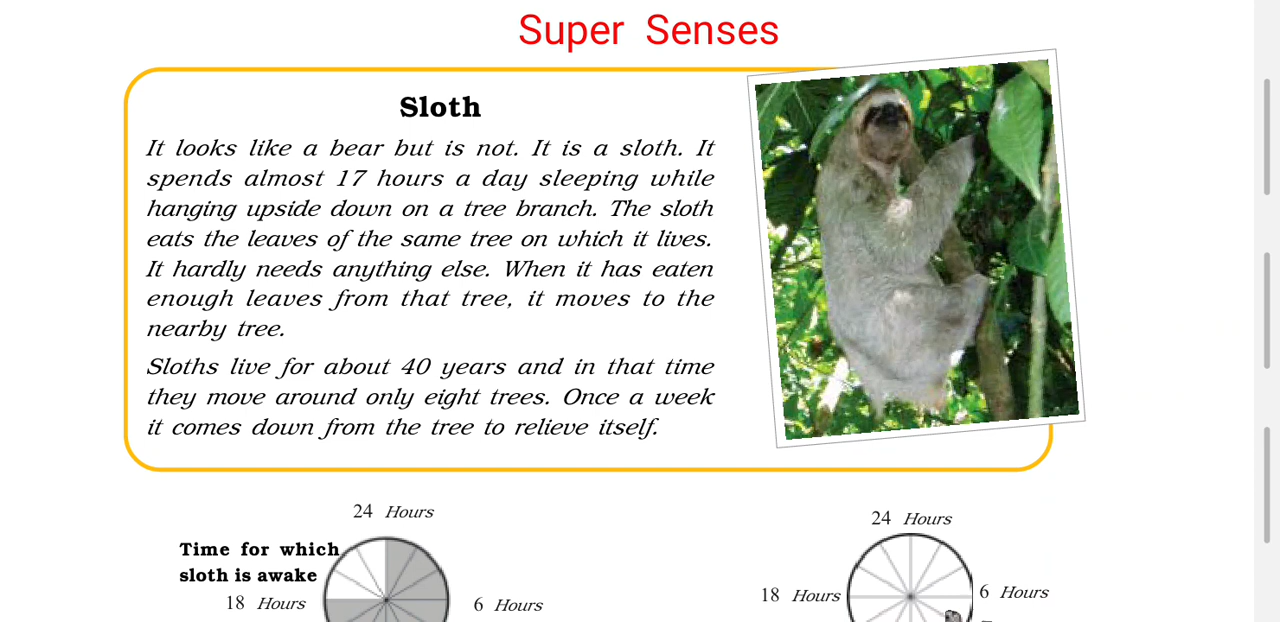 Super Senses
Sloth
It looks like a bear but is not. It is a sloth. It
spends almost 17 hours a day sleeping while
hanging upside down on a tree branch. The sloth
eats the leaves of the same tree on which it lives.
It hardly needs anything else. When it has eaten
enough leaves from that tree, it moves to the
nearby tree.
Sloths live for about 40 years and in that time
they move around only eight trees. Once a week
it comes down from the tree to relieve itself.
24 Hours
Time for which
sloth is awake
18 Hours
6 Hours
24 Hours
18 Hours
6 Hours